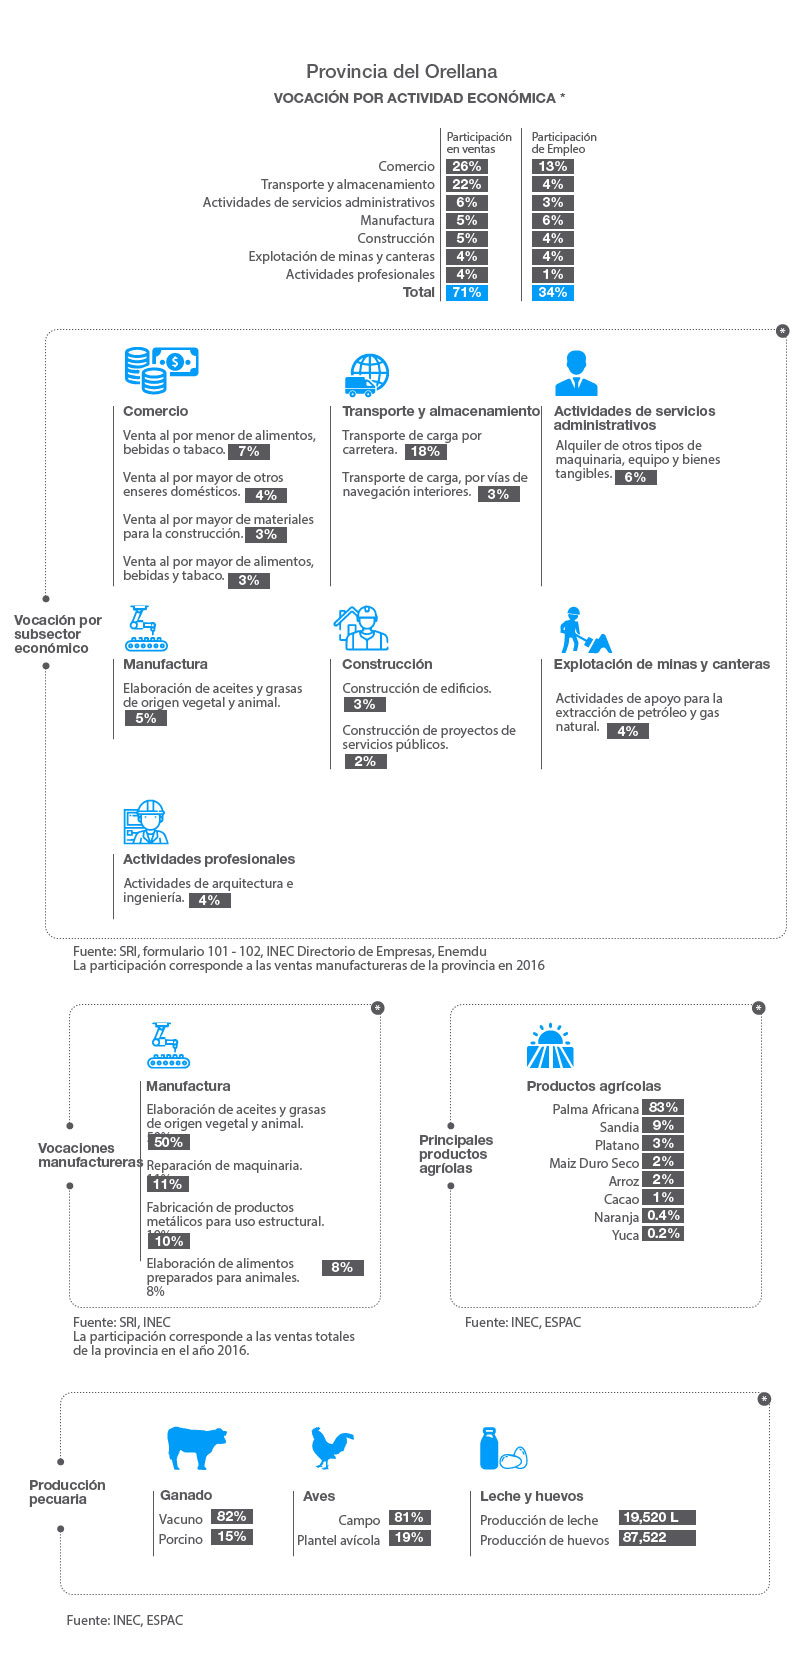 Provincia del Orellana
VOCACIÓN POR ACTIVIDAD ECONÓMICA *
Participación en ventas
Participación de Empleo
Comercio 26% 13%
Transporte y almacenamiento 22% 4%
Actividades de servicios administrativos 6% 3%
Manufactura 5% 6%
Construcción 5% 4%
Explotación de minas y canteras 4% 4%
Actividades profesionales 4% 1%
Total 71% 34%
*
Vocación por
subsector
económico
Comercio
Venta al por menor de alimentos,
bebidas o tabaco. 7%
Venta al por mayor de otros
enseres domésticos. 4%
Venta al por mayor de materiales
para la construcción. 3%
Venta al por mayor de alimentos,
bebidas y tabaco. 3%
Transporte y almacenamiento
Transporte de carga por
carretera. 18%
Transporte de carga, por vías de
navegación interiores. 3%
Actividades de servicios
administrativos
Alquiler de otros tipos de
maquinaria, equipo y bienes
tangibles. 6%
Manufactura
Elaboración de aceites y grasas
de origen vegetal y animal.
5%
Construcción
Construcción de edificios.
3%
Construcción de proyectos de
servicios públicos.
2%
Explotación de minas y canteras
Actividades de apoyo para la
extracción de petróleo y gas
natural. 4%
Actividades profesionales
Actividades de arquitectura e
ingeniería. 4%
Fuente: SRI, formulario 101 - 102, INEC Directorio de Empresas, Enemdu
La participación corresponde a las ventas manufactureras de la provincia en 2016
*
Vocaciones
manufactureras
Manufactura
Elaboración de aceites y grasas
de origen vegetal y animal.
50%
Reparación de maquinaria.
11%
Fabricación de productos
metálicos para uso estructural.
10%
Elaboración de alimentos
preparados para animales. 8%
8%
Fuente: SRI, INEC
La participación corresponde a las ventas totales
de la provincia en el año 2016.
*
Principales
productos
agríolas
Productos agrícolas
Palma Africana 83%
Sandia 9%
Platano 3%
Maiz Duro Seco 2%
Arroz 2%
Cacao 1%
Naranja 0.4%
Yuca 0.2%
Fuente: INEC, ESPAC
*
Producción
pecuaria
Ganado
Vacuno 82%
Porcino 15%
Aves
Campo 81%
Plantel avícola 19%
Leche y huevos
Producción de leche 19,520 L
Producción de huevos 87,522
Fuente: INEC, ESPAC